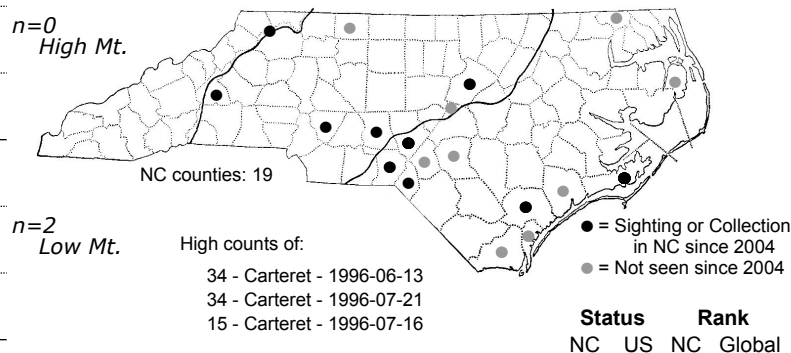 n=0
High Mt.
NC counties: 19
n=2
Low Mt.
High counts of:
34 - Carteret - 1996-06-13
34 - Carteret - 1996-07-21
15 - Carteret - 1996-07-16
= Sighting or Collection
in NC since 2004
= Not seen since 2004
Status Rank
NC US NC Global